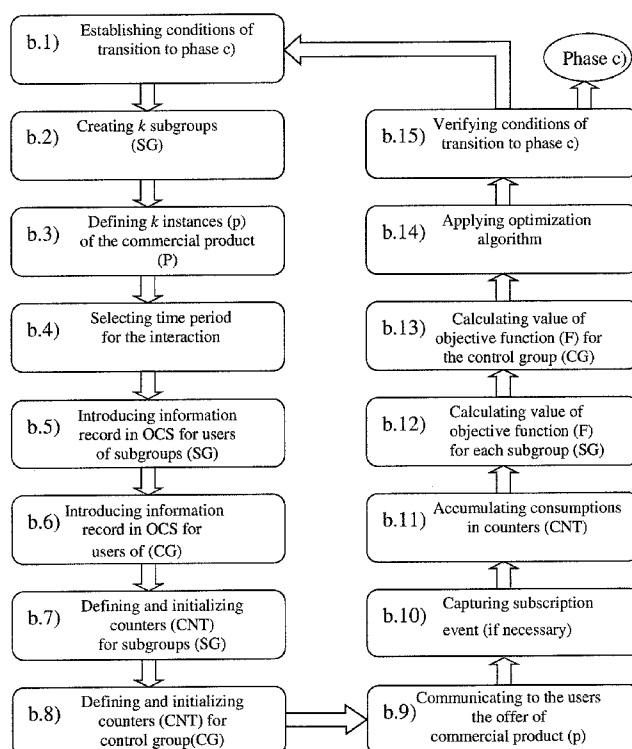 b.1)
Establishing conditions of
transition to phase c)
b.2)
Creating k subgroups
(SG)
b.3)
Defining k instances (p)
of the commercial product
(P)
b.4)
Selecting time period
for the interaction
b.5)
Introducing information
record in OCS for users
of subgroups (SG)
b.6)
Introducing information
record in OCS for
users of (CG)
b.7)
Defining and initializing
counters (CNT)
for subgroups (SG)
b.8)
Defining and initializing
counters (CNT) for
control group(CG)
b.9)
Communicating to the users
the offer of
commercial product (p)
b.10)
Capturing subscription
event (if necessary)
b.11)
Accumulating consumptions
in counters (CNT)
b.12)
Calculating value of
objective function (F)
for each subgroup (SG)
b.13)
Calculating value of
objective function (F) for
the control group (CG)
b.14)
Applying optimization
algorithm
b.15)
Verifying conditions of
transition to phase c)
Phase c)